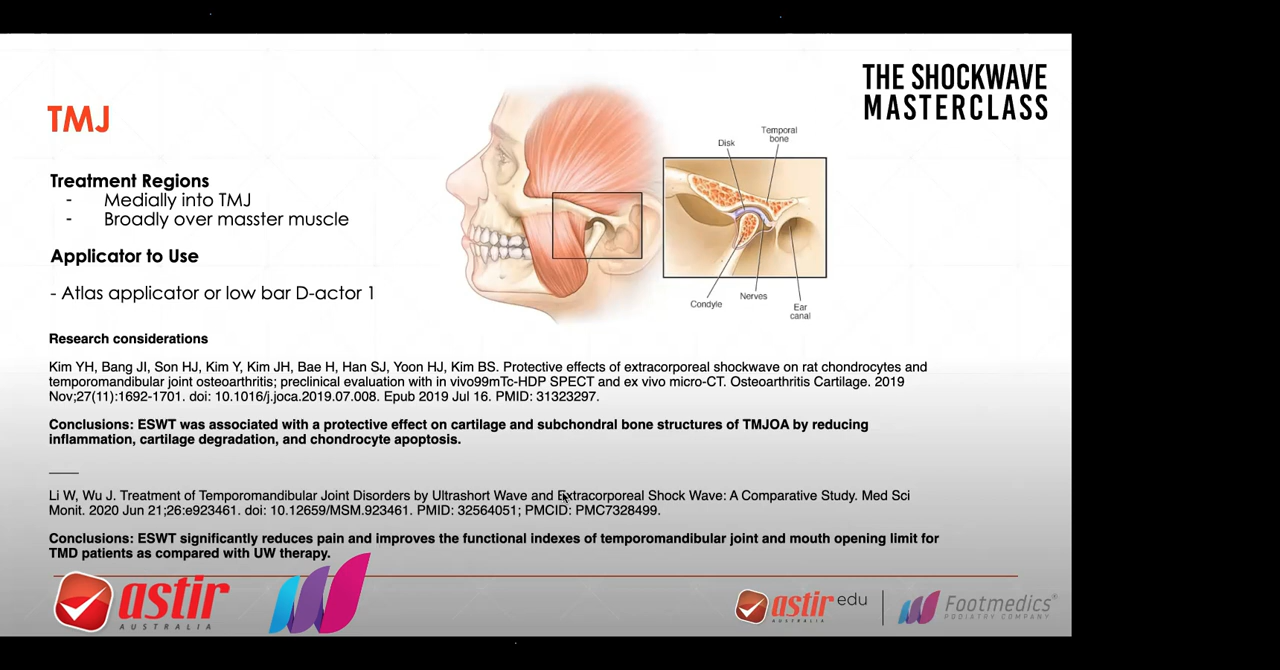 THE SHOCKWAVE
MASTERCLASS
TMJ
Treatment Regions
- Medially into TMJ
- Broadly over masster muscle
Applicator to Use
- Atlas applicator or low bar D-actor 1
Disk
Temporal
bone
Condyle
Nerves
Ear
canal
Research considerations
Kim YH, Bang JI, Son HJ, Kim Y, Kim JH, Bae H, Han SJ, Yoon HJ, Kim BS. Protective effects of extracorporeal shockwave on rat chondrocytes and
temporomandibular joint osteoarthritis; preclinical evaluation with in vivo99mTc-HDP SPECT and ex vivo micro-CT. Osteoarthritis Cartilage. 2019
Nov;27(11):1692-1701. doi: 10.1016/j.joca.2019.07.008. Epub 2019 Jul 16. PMID: 31323297.
Conclusions: ESWT was associated with a protective effect on cartilage and subchondral bone structures of TMJOA by reducing
inflammation, cartilage degradation, and chondrocyte apoptosis.
Li W, Wu J. Treatment of Temporomandibular Joint Disorders by Ultrashort Wave and Extracorporeal Shock Wave: A Comparative Study. Med Sci
Monit. 2020 Jun 21;26:e923461. doi: 10.12659/MSM.923461. PMID: 32564051; PMCID: PMC7328499.
Conclusions: ESWT significantly reduces pain and improves the functional indexes of temporomandibular joint and mouth opening limit for
TMD patients as compared with UW therapy.
astir
AUSTRALIA
astir edu
AUSTRALIA
Footmedics®
PODIATRY COMPANY